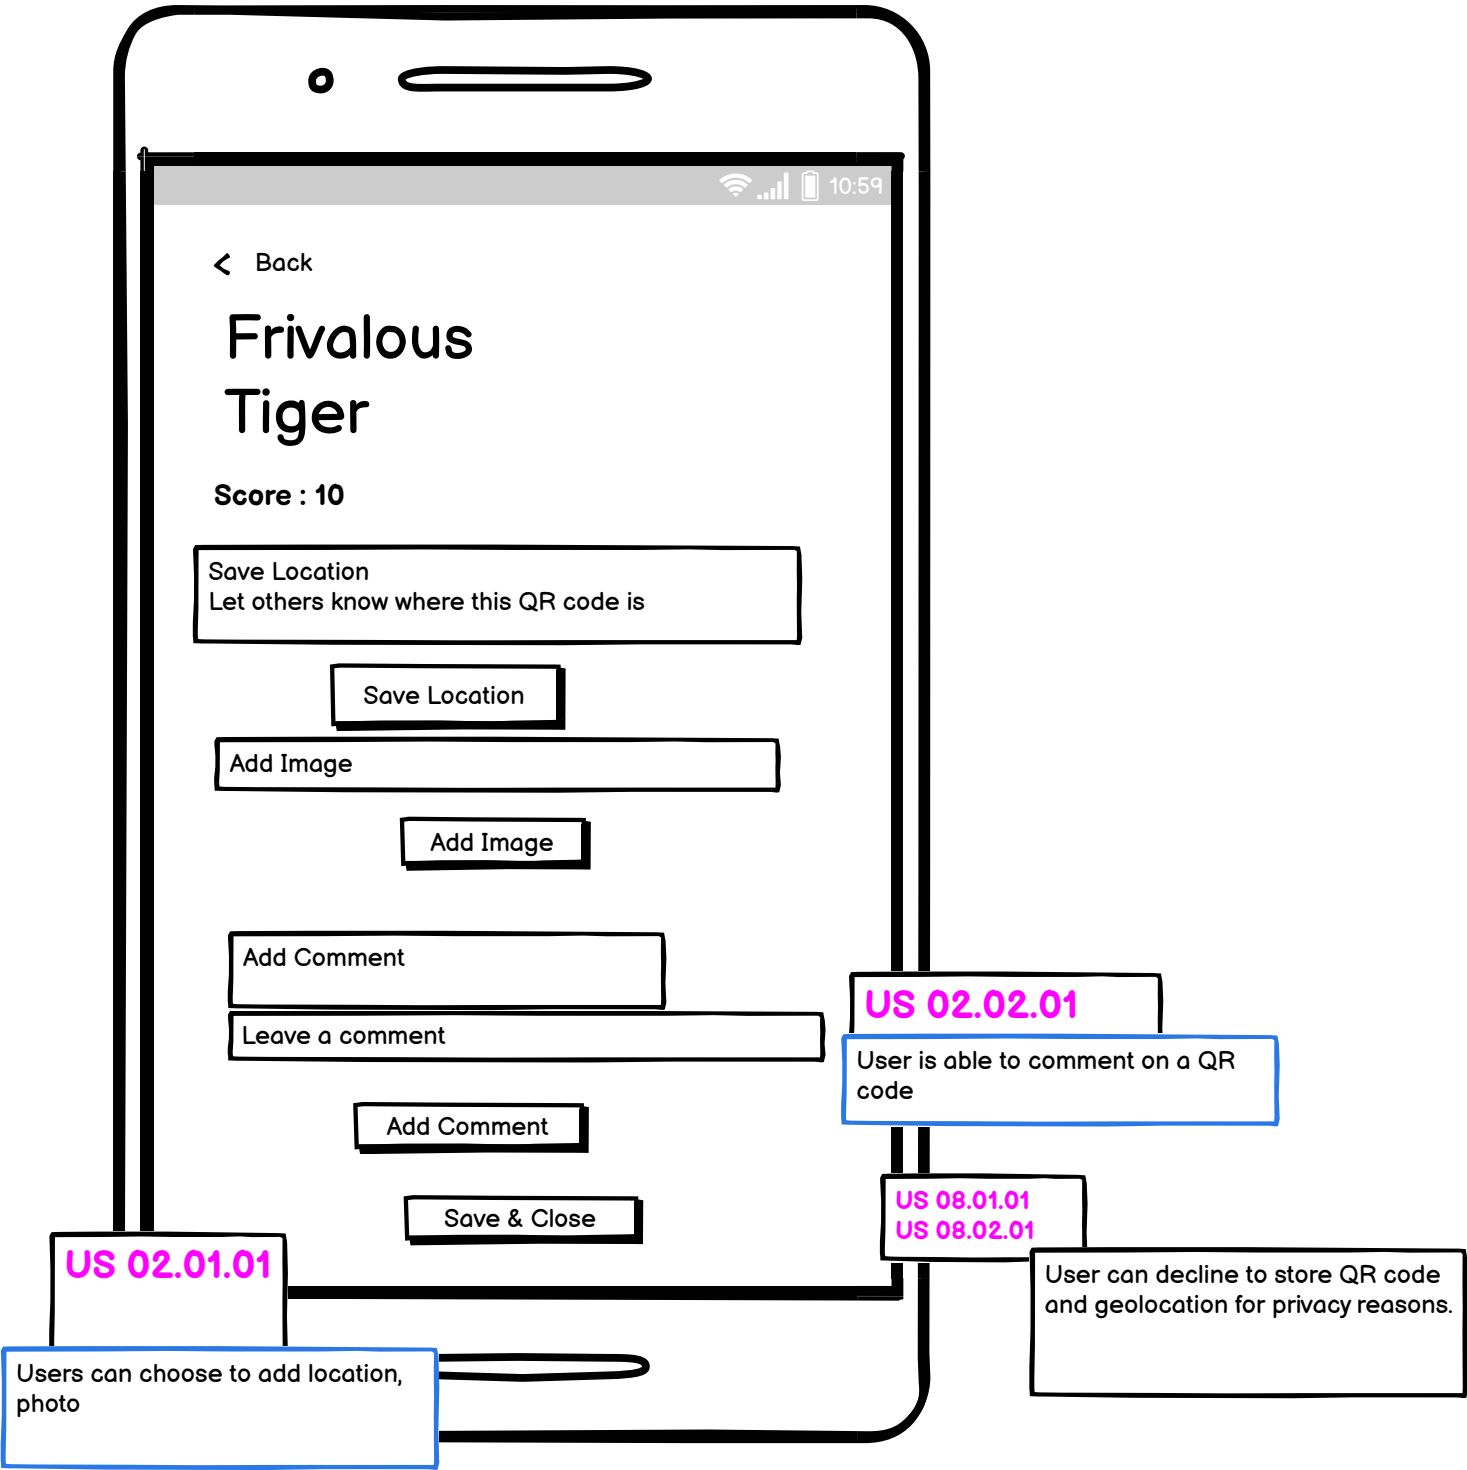 10:59
Back
Frivalous
Tiger
Score : 10
Save Location
Let others know where this QR code is
Save Location
Add Image
Add Image
Add Comment
Leave a comment
Add Comment
Save & Close
US 02.02.01
User is able to comment on a QR
code
US 08.01.01
US 08.02.01
User can decline to store QR code
and geolocation for privacy reasons.
US 02.01.01
Users can choose to add location,
photo